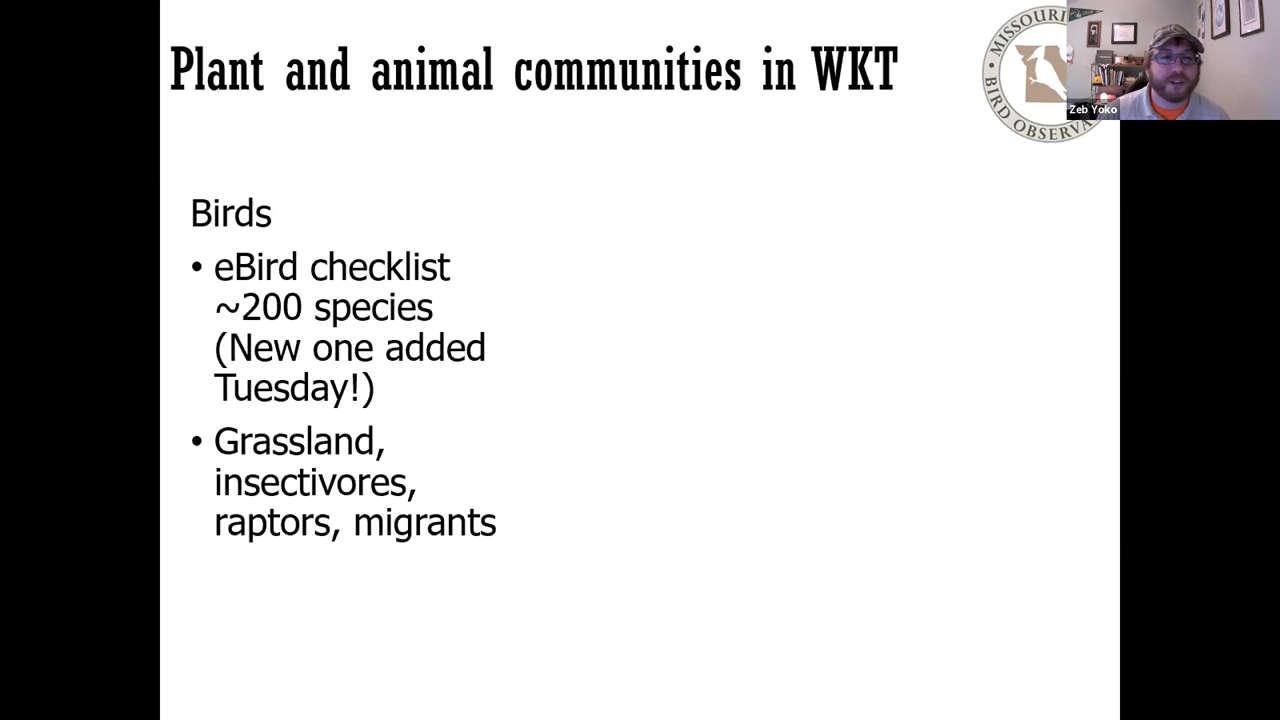 Plant and animal communities in WKT
MISSOURI
BIRD
Zeb Yoko
Birds
• eBird checklist
~200 species
(New one added
Tuesday!)
• Grassland,
insectivores,
raptors, migrants